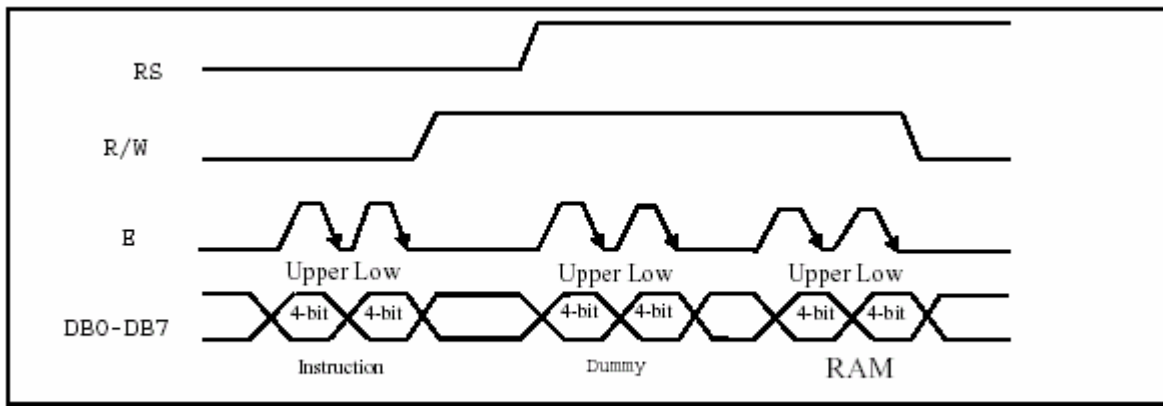 RS
R/W
E
Upper Low Upper Low Upper Low
DB0-DB7 4-bit 4-bit 4-bit 4-bit 4-bit 4-bit
Instruction Dummy RAM